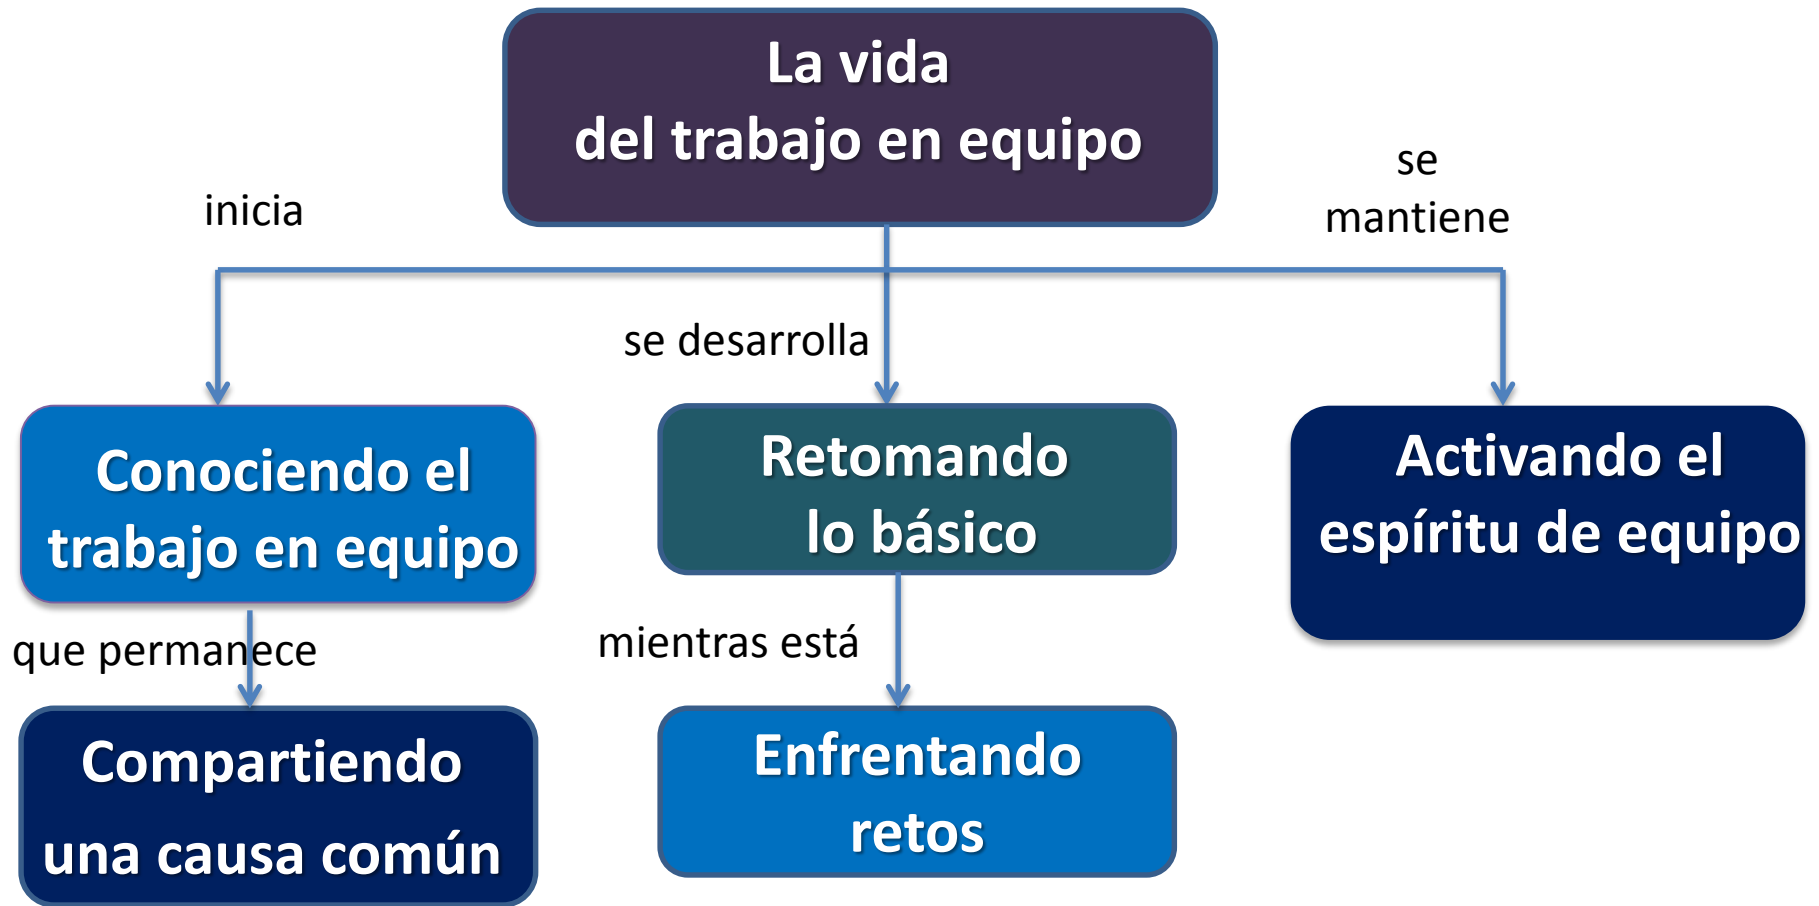 La vida
del trabajo en equipo
inicia
se
mantiene
se desarrolla
Conociendo el
trabajo en equipo
Retomando
lo básico
Activando el
espíritu de equipo
que permanece
mientras está
Compartiendo
una causa común
Enfrentando
retos